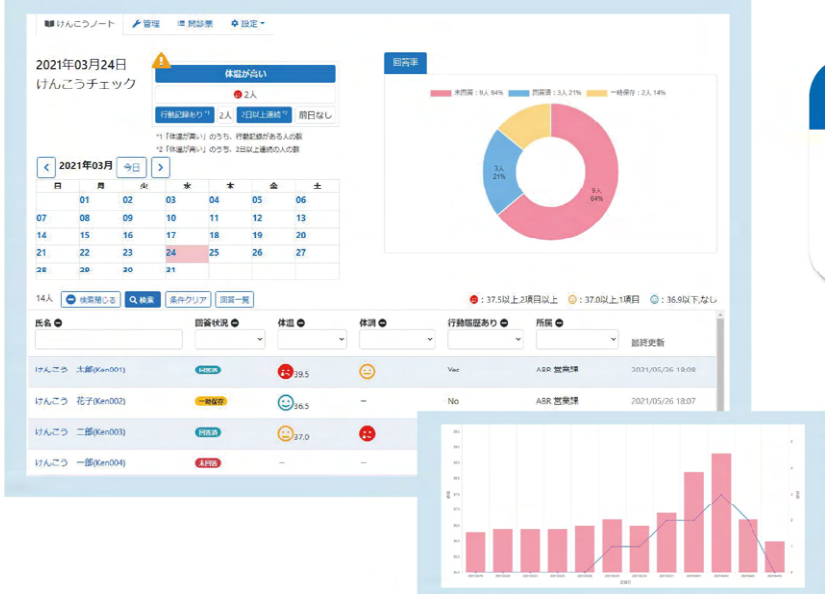 けんこうノート 管理 問診票 設定
2021年03月24日
けんこうチェック
体温が高い
2人
行動記録あり*1 2人 2日以上連続*2 前日なし
*1「体温が高い」のうち、行動記録がある人の数
*2「体温が高い」のうち、2日以上連続の人の数
回答率
未回答:9人 64% 回答済:3人 21% 一時保存:2人 14%
3人
21%
9人
64%
2021年03月 今日
日 月 火 水 木 金 土
01 02 03 04 05 06
07 08 09 10 11 12 13
14 15 16 17 18 19 20
21 22 23 24 25 26 27
28 29 30 31
14人 検索閉じる 検索 条件クリア 回答一覧
:37.5以上,2項目以上 :37.0以上,1項目 :36.9以下,なし
氏名 回答状況 体温 体調 行動履歴あり 所属 最終更新
けんこう 太郎(Ken001) 回答済 39.5 Yes ABR 営業課 2021/05/26 18:08
けんこう 花子(Ken002) 一時保存 36.5 − No ABR 営業課 2021/05/26 18:07
けんこう 二郎(Ken003) 回答済 37.0
けんこう 一郎(Ken004) 未回答 − −